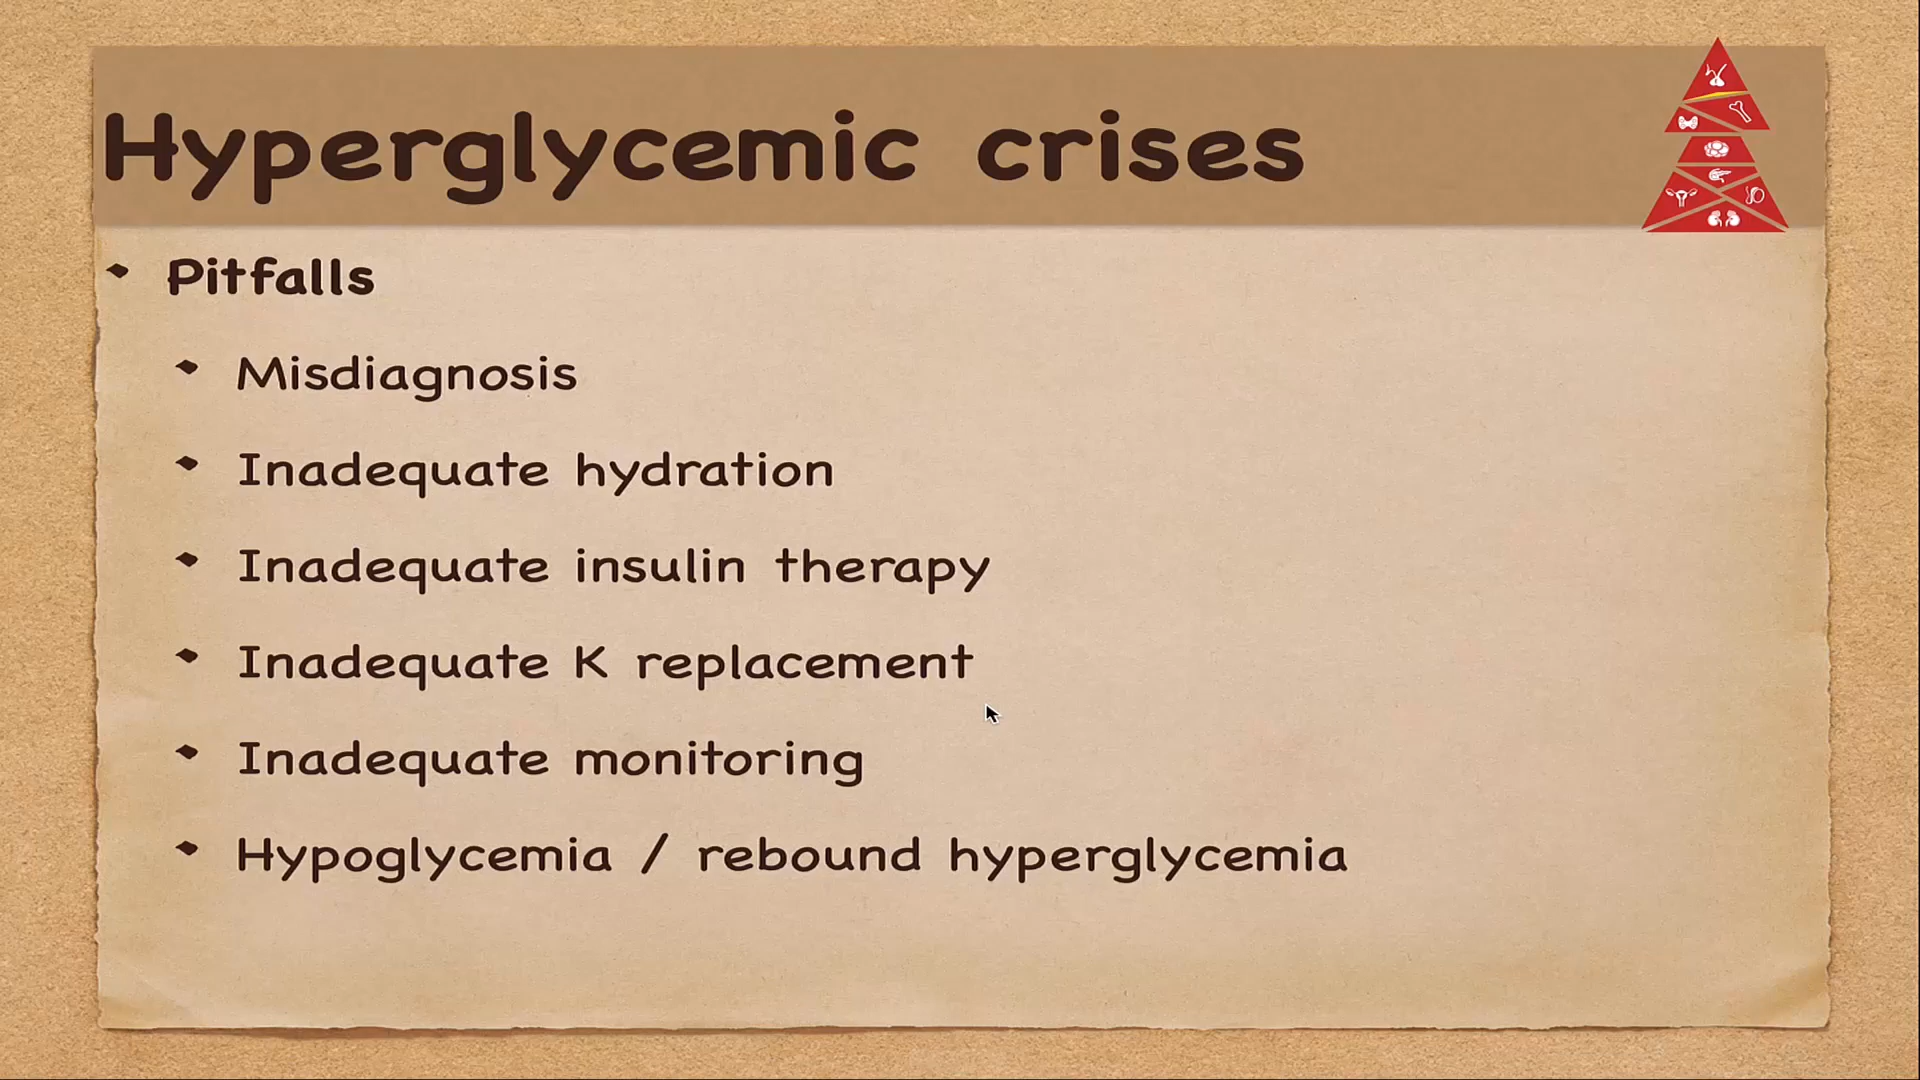 Hyperglycemic crises
Pitfalls
Misdiagnosis
Inadequate hydration
Inadequate insulin therapy
Inadequate K replacement
Inadequate monitoring
Hypoglycemia / rebound hyperglycemia